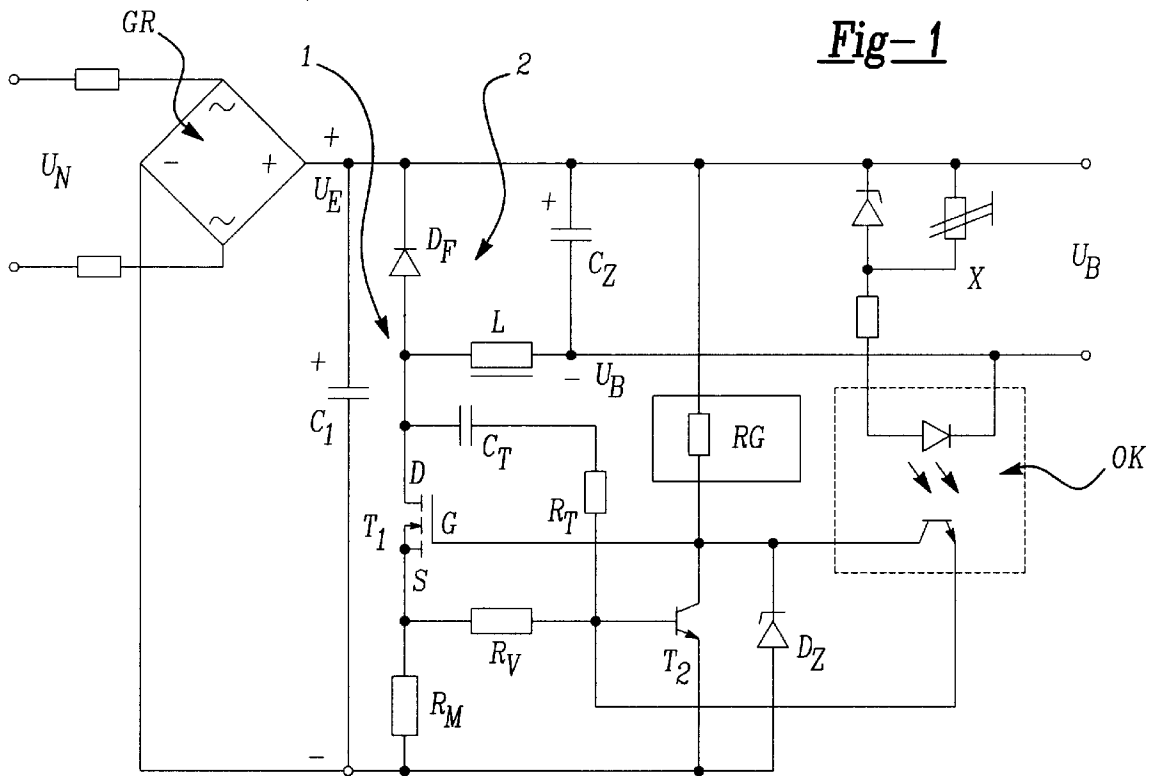 Fig-1
GR
1
2
+
U_N
~
- +
~
U_E
+
D_F
C_Z
X
U_B
L
+
- U_B
C_1
C_T
RG
OK
D
R_T
T_1
G
S
R_V
T_2
D_Z
R_M
-